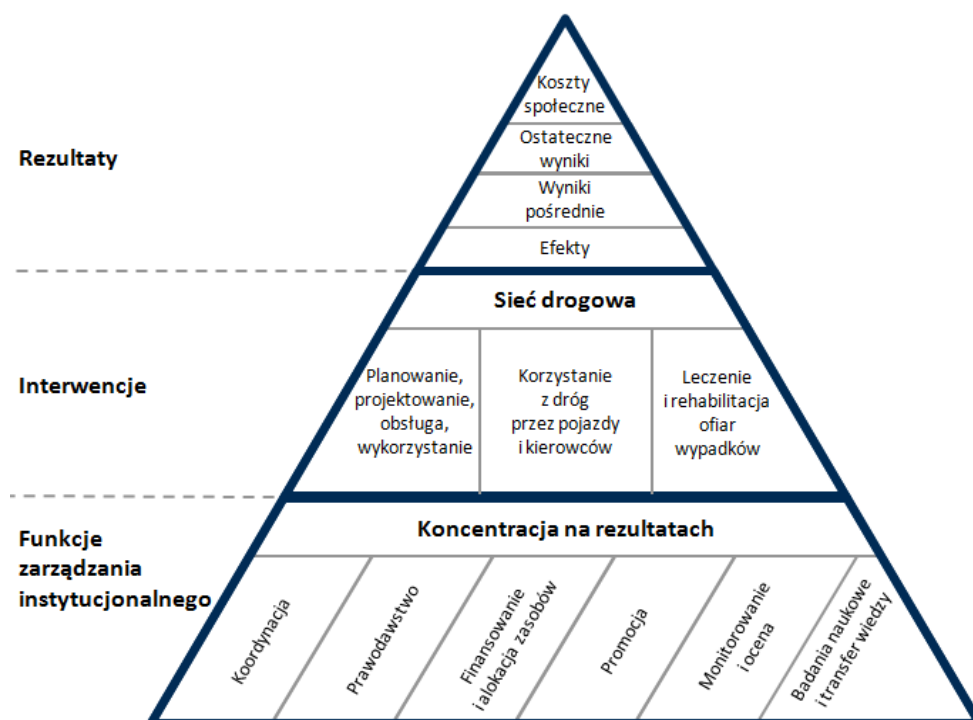 Koszty
społeczne
Rezultaty
Ostateczne
wyniki
Wyniki
pośrednie
Efekty
Sieć drogowa
Interwencje
Planowanie,
projektowanie,
obsługa,
wykorzystanie
Korzystanie
z dróg
przez pojazdy
i kierowców
Leczenie
i rehabilitacja
ofiar
wypadków
Funkcje
zarządzania
instytucjonalnego
Koncentracja na rezultatach
Koordynacja
Prawodawstwo
Finansowanie
i alokacja zasobów
Promocja
Monitorowanie
i ocena
Badania naukowe
i transfer wiedzy